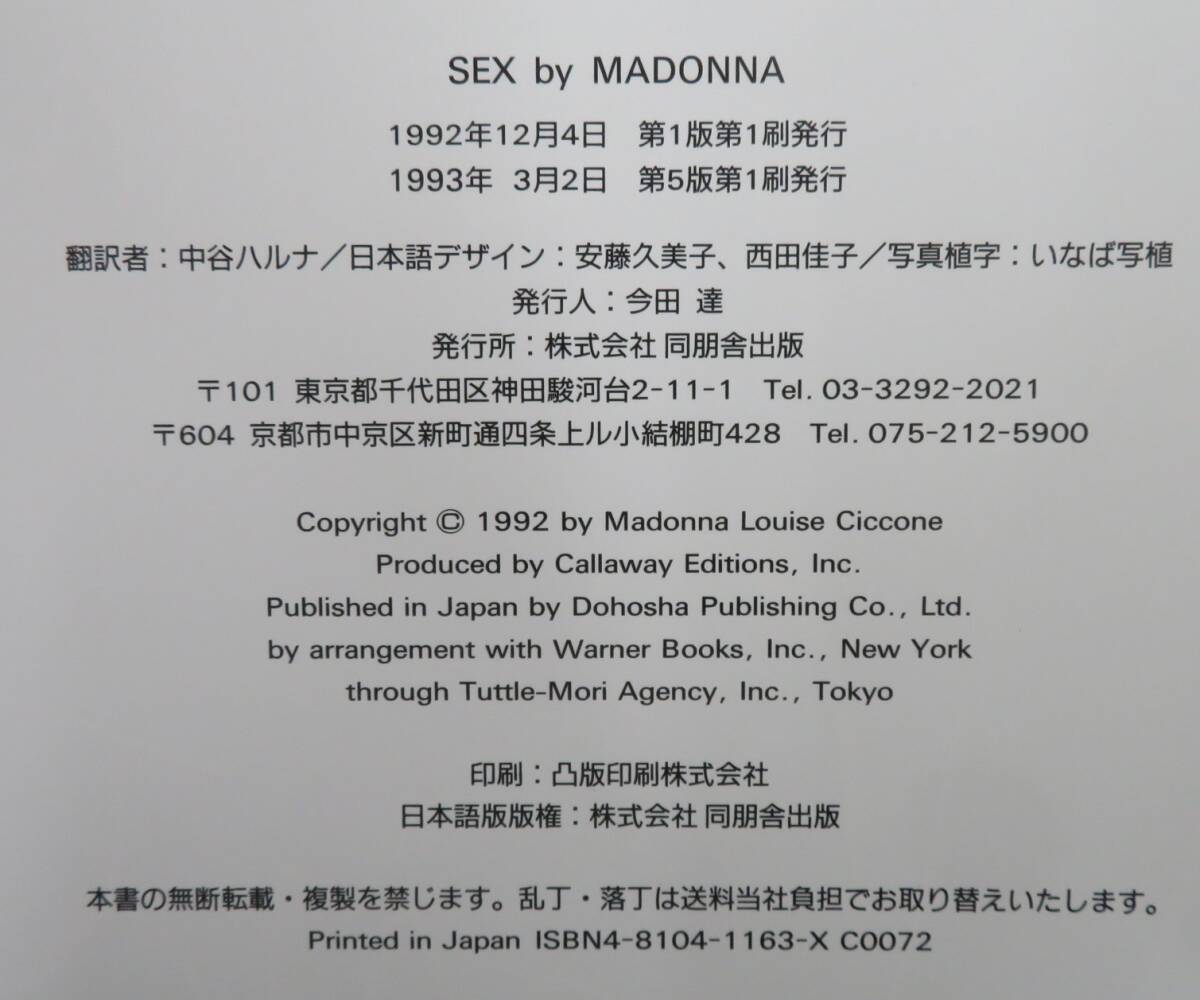 SEX by MADONNA
1992年12月4日　第1版第1刷発行
1993年 3月2日　第5版第1刷発行
翻訳者：中谷ハルナ／日本語デザイン：安藤久美子、西田佳子／写真植字：いなば写植
発行人：今田 達
発行所：株式会社 同朋舎出版
〒101 東京都千代田区神田駿河台2-11-1　Tel. 03-3292-2021
〒604 京都市中京区新町通四条上ル小結棚町428　Tel. 075-212-5900
Copyright © 1992 by Madonna Louise Ciccone
Produced by Callaway Editions, Inc.
Published in Japan by Dohosha Publishing Co., Ltd.
by arrangement with Warner Books, Inc., New York
through Tuttle-Mori Agency, Inc., Tokyo
印刷：凸版印刷株式会社
日本語版版権：株式会社 同朋舎出版
本書の無断転載・複製を禁じます。乱丁・落丁は送料当社負担でお取り替えいたします。
Printed in Japan ISBN4-8104-1163-X C0072